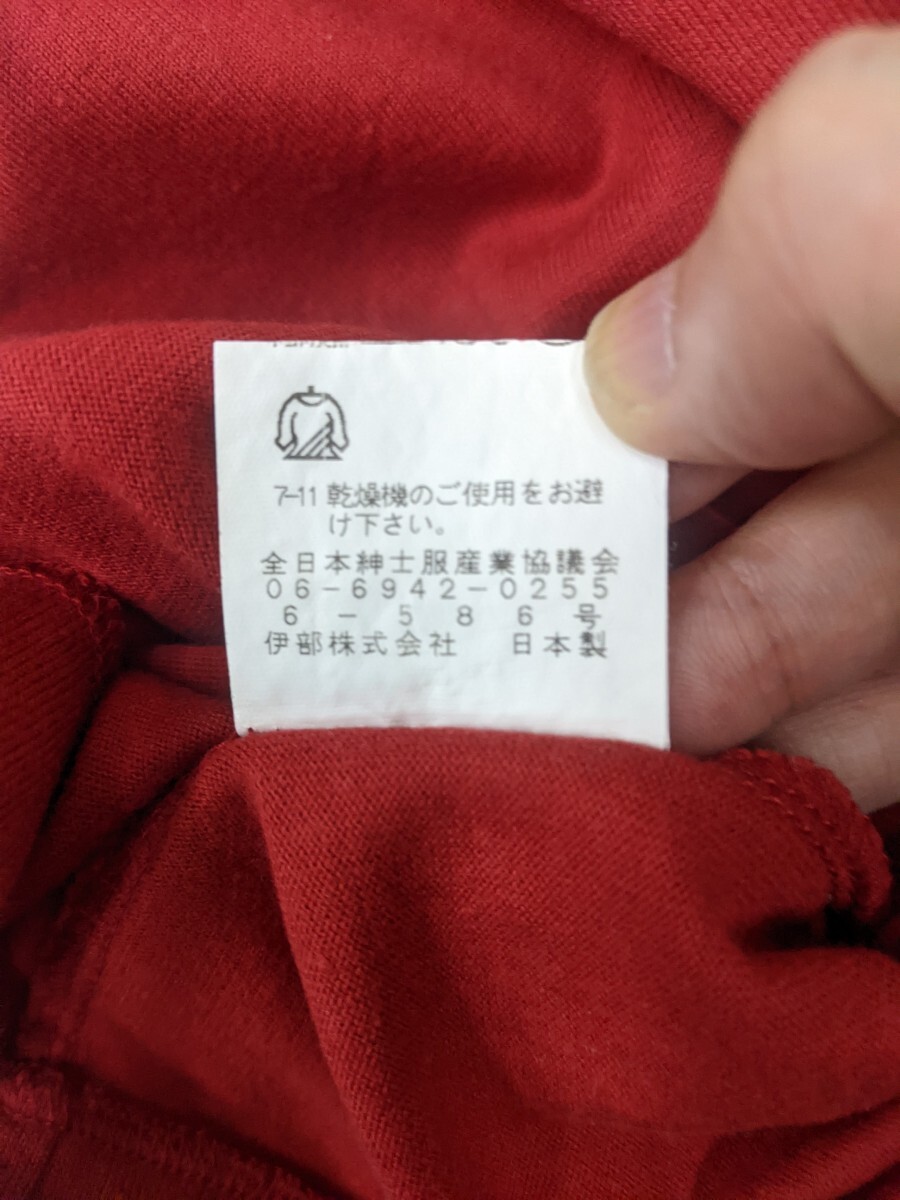 7-11 乾燥機のご使用をお避
け下さい。
全日本紳士服産業協議会
06-6942-0255
6-586号
伊部株式会社 日本製